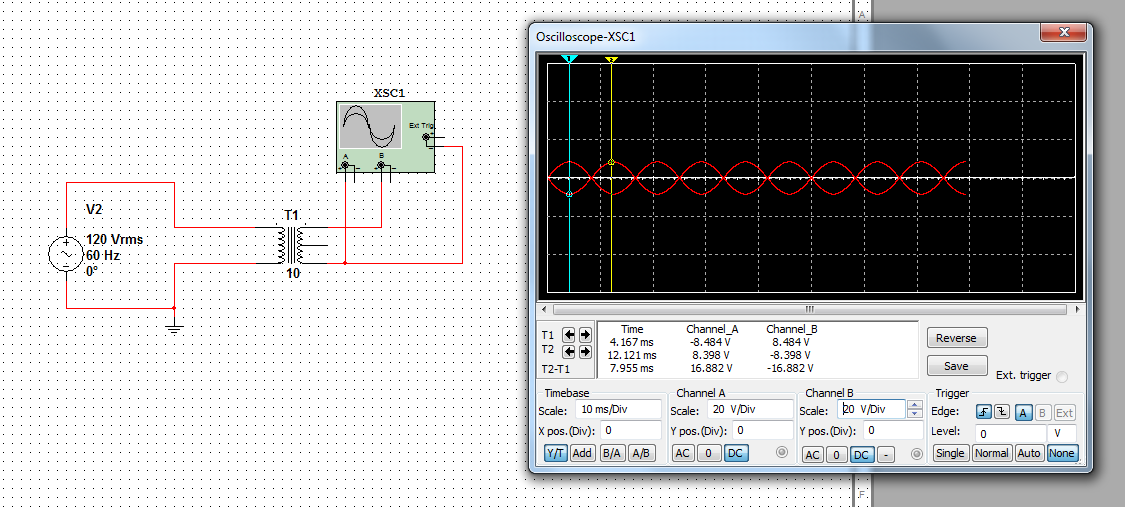 A
Oscilloscope-XSC1
XSC1
Ext Trig
+
A
B
+
+
V2
120 Vrms
60 Hz
0°
T1
10
1
2
T1
T2
T2-T1
Time Channel_A Channel_B
4.167 ms -8.484 V 8.484 V
12.121 ms 8.398 V -8.398 V
7.955 ms 16.882 V -16.882 V
Reverse
Save
Ext. trigger
Timebase
Scale: 10 ms/Div
X pos.(Div): 0
Y/T Add B/A A/B
Channel A
Scale: 20 V/Div
Y pos.(Div): 0
AC 0 DC
Channel B
Scale: 20 V/Div
Y pos.(Div): 0
AC 0 DC -
Trigger
Edge: A B Ext
Level: 0 V
Single Normal Auto None
F